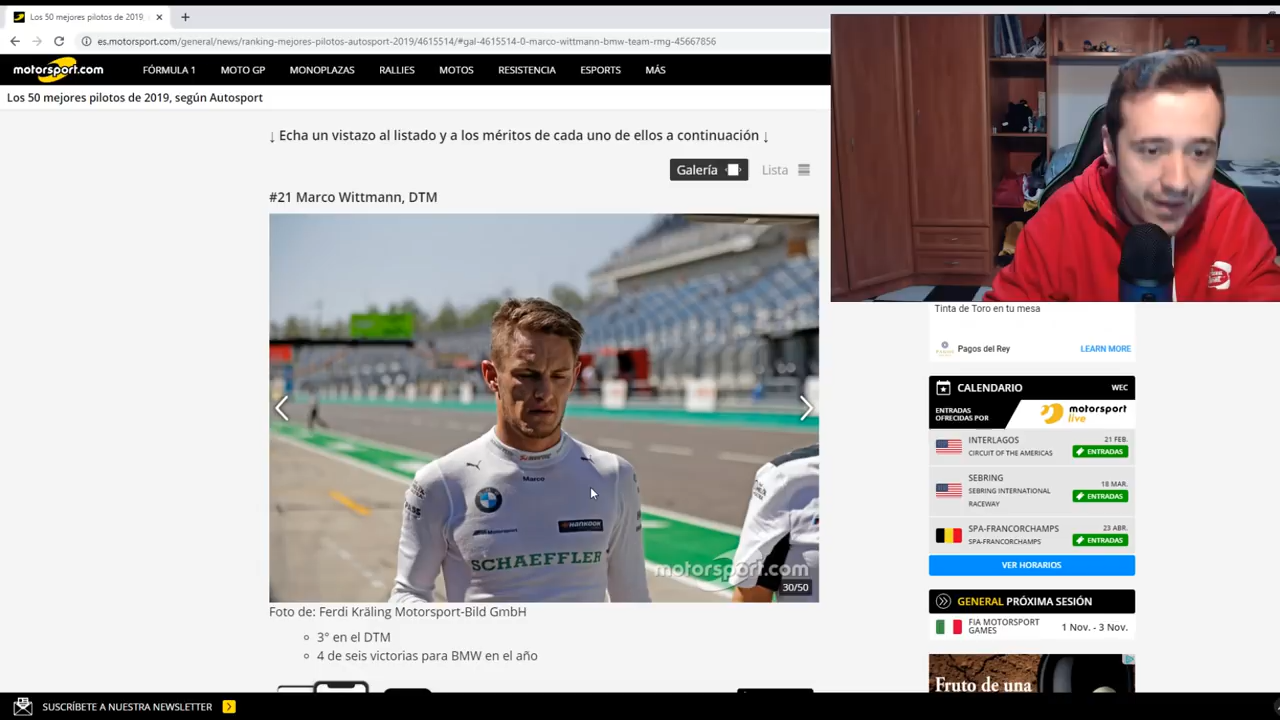 Los 50 mejores pilotos de 2019,
es.motorsport.com/general/news/ranking-mejores-pilotos-autosport-2019/4615514/#gal-4615514-0-marco-wittmann-bmw-team-rmg-45667856
motorsport.com
FÓRMULA 1
MOTO GP
MONOPLAZAS
RALLIES
MOTOS
RESISTENCIA
ESPORTS
MÁS
Los 50 mejores pilotos de 2019, según Autosport
↓ Echa un vistazo al listado y a los méritos de cada uno de ellos a continuación ↓
Galería
Lista
#21 Marco Wittmann, DTM
Marco
HANKOOK
SCHAEFFLER
motorsport.com
30/50
Foto de: Ferdi Kräling Motorsport-Bild GmbH
3° en el DTM
4 de seis victorias para BMW en el año
Tinta de Toro en tu mesa
Pagos del Rey
LEARN MORE
CALENDARIO
WEC
ENTRADAS
OFRECIDAS POR
motorsport
live
INTERLAGOS
CIRCUIT OF THE AMERICAS
21 FEB.
ENTRADAS
SEBRING
SEBRING INTERNATIONAL
RACEWAY
18 MAR.
ENTRADAS
SPA-FRANCORCHAMPS
SPA-FRANCORCHAMPS
23 ABR.
ENTRADAS
VER HORARIOS
GENERAL PRÓXIMA SESIÓN
FIA MOTORSPORT
GAMES
1 Nov. - 3 Nov.
Fruto de una
SUSCRÍBETE A NUESTRA NEWSLETTER